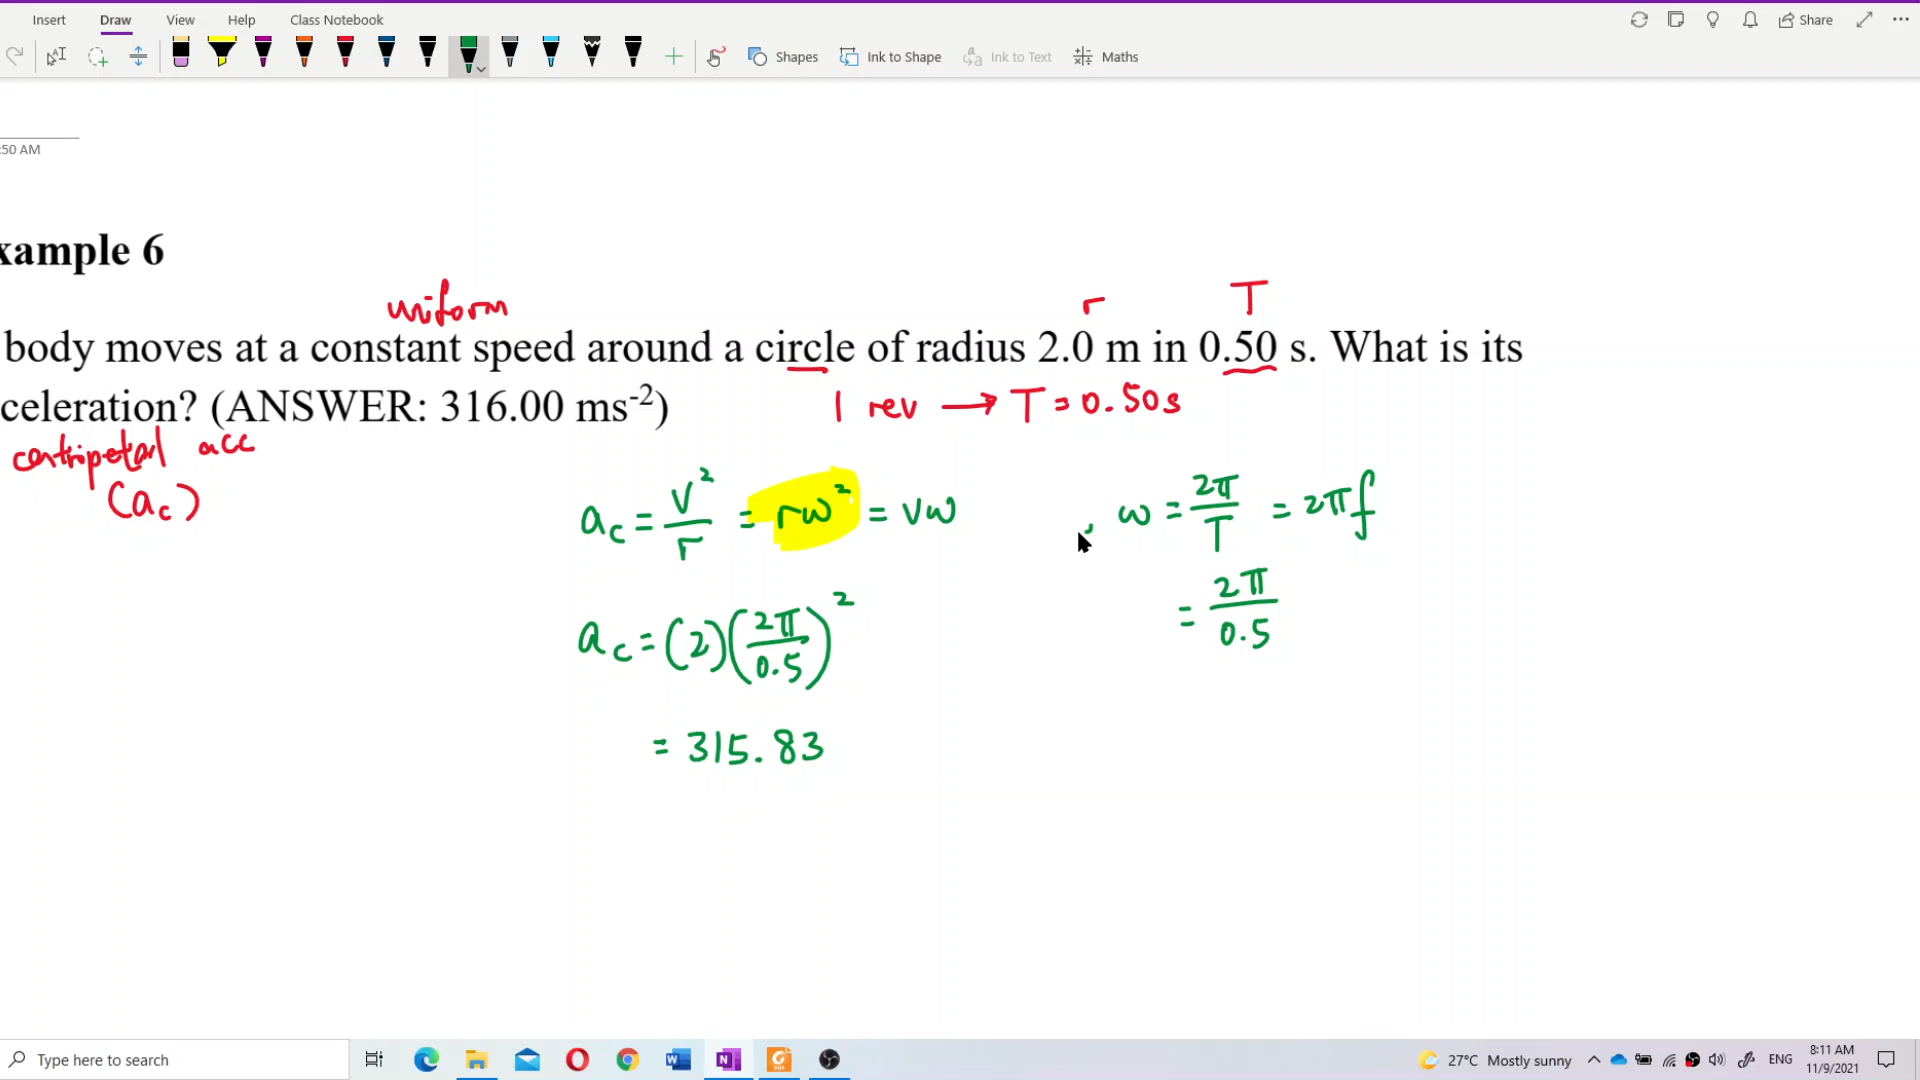 Insert Draw View Help Class Notebook Share
Shapes Ink to Shape Ink to Text Maths
:50 AM
xample 6
uniform r T
body moves at a constant speed around a circle of radius 2.0 m in 0.50 s. What is its
celeration? (ANSWER: 316.00 ms⁻²) 1 rev → T = 0.50s
centripetal acc
(a_c)
a_c = v²/r = rω² = vω , ω = 2π/T = 2πf
= 2π/0.5
a_c = (2)(2π/0.5)²
= 315.83
Type here to search 27°C Mostly sunny ENG 8:11 AM
11/9/2021